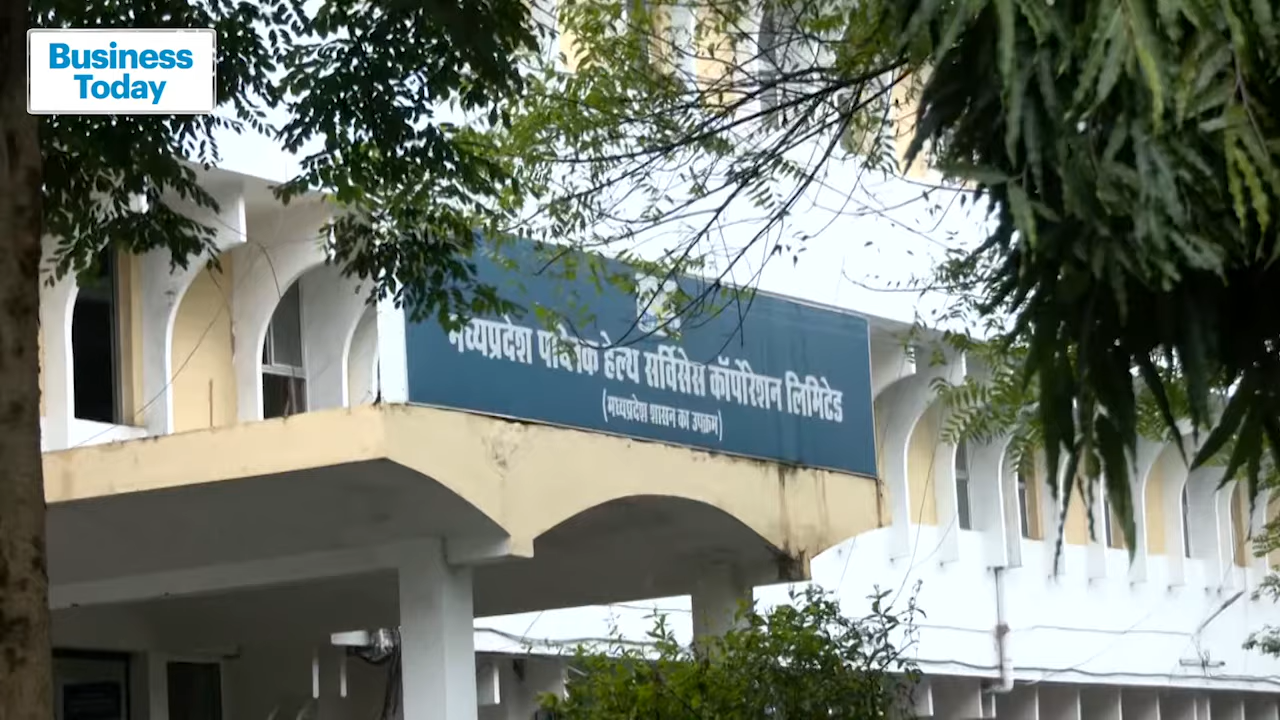 Business
Today
मध्यप्रदेश पब्लिक हेल्थ सर्विसेस कॉर्पोरेशन लिमिटेड
(मध्यप्रदेश शासन का उपक्रम)